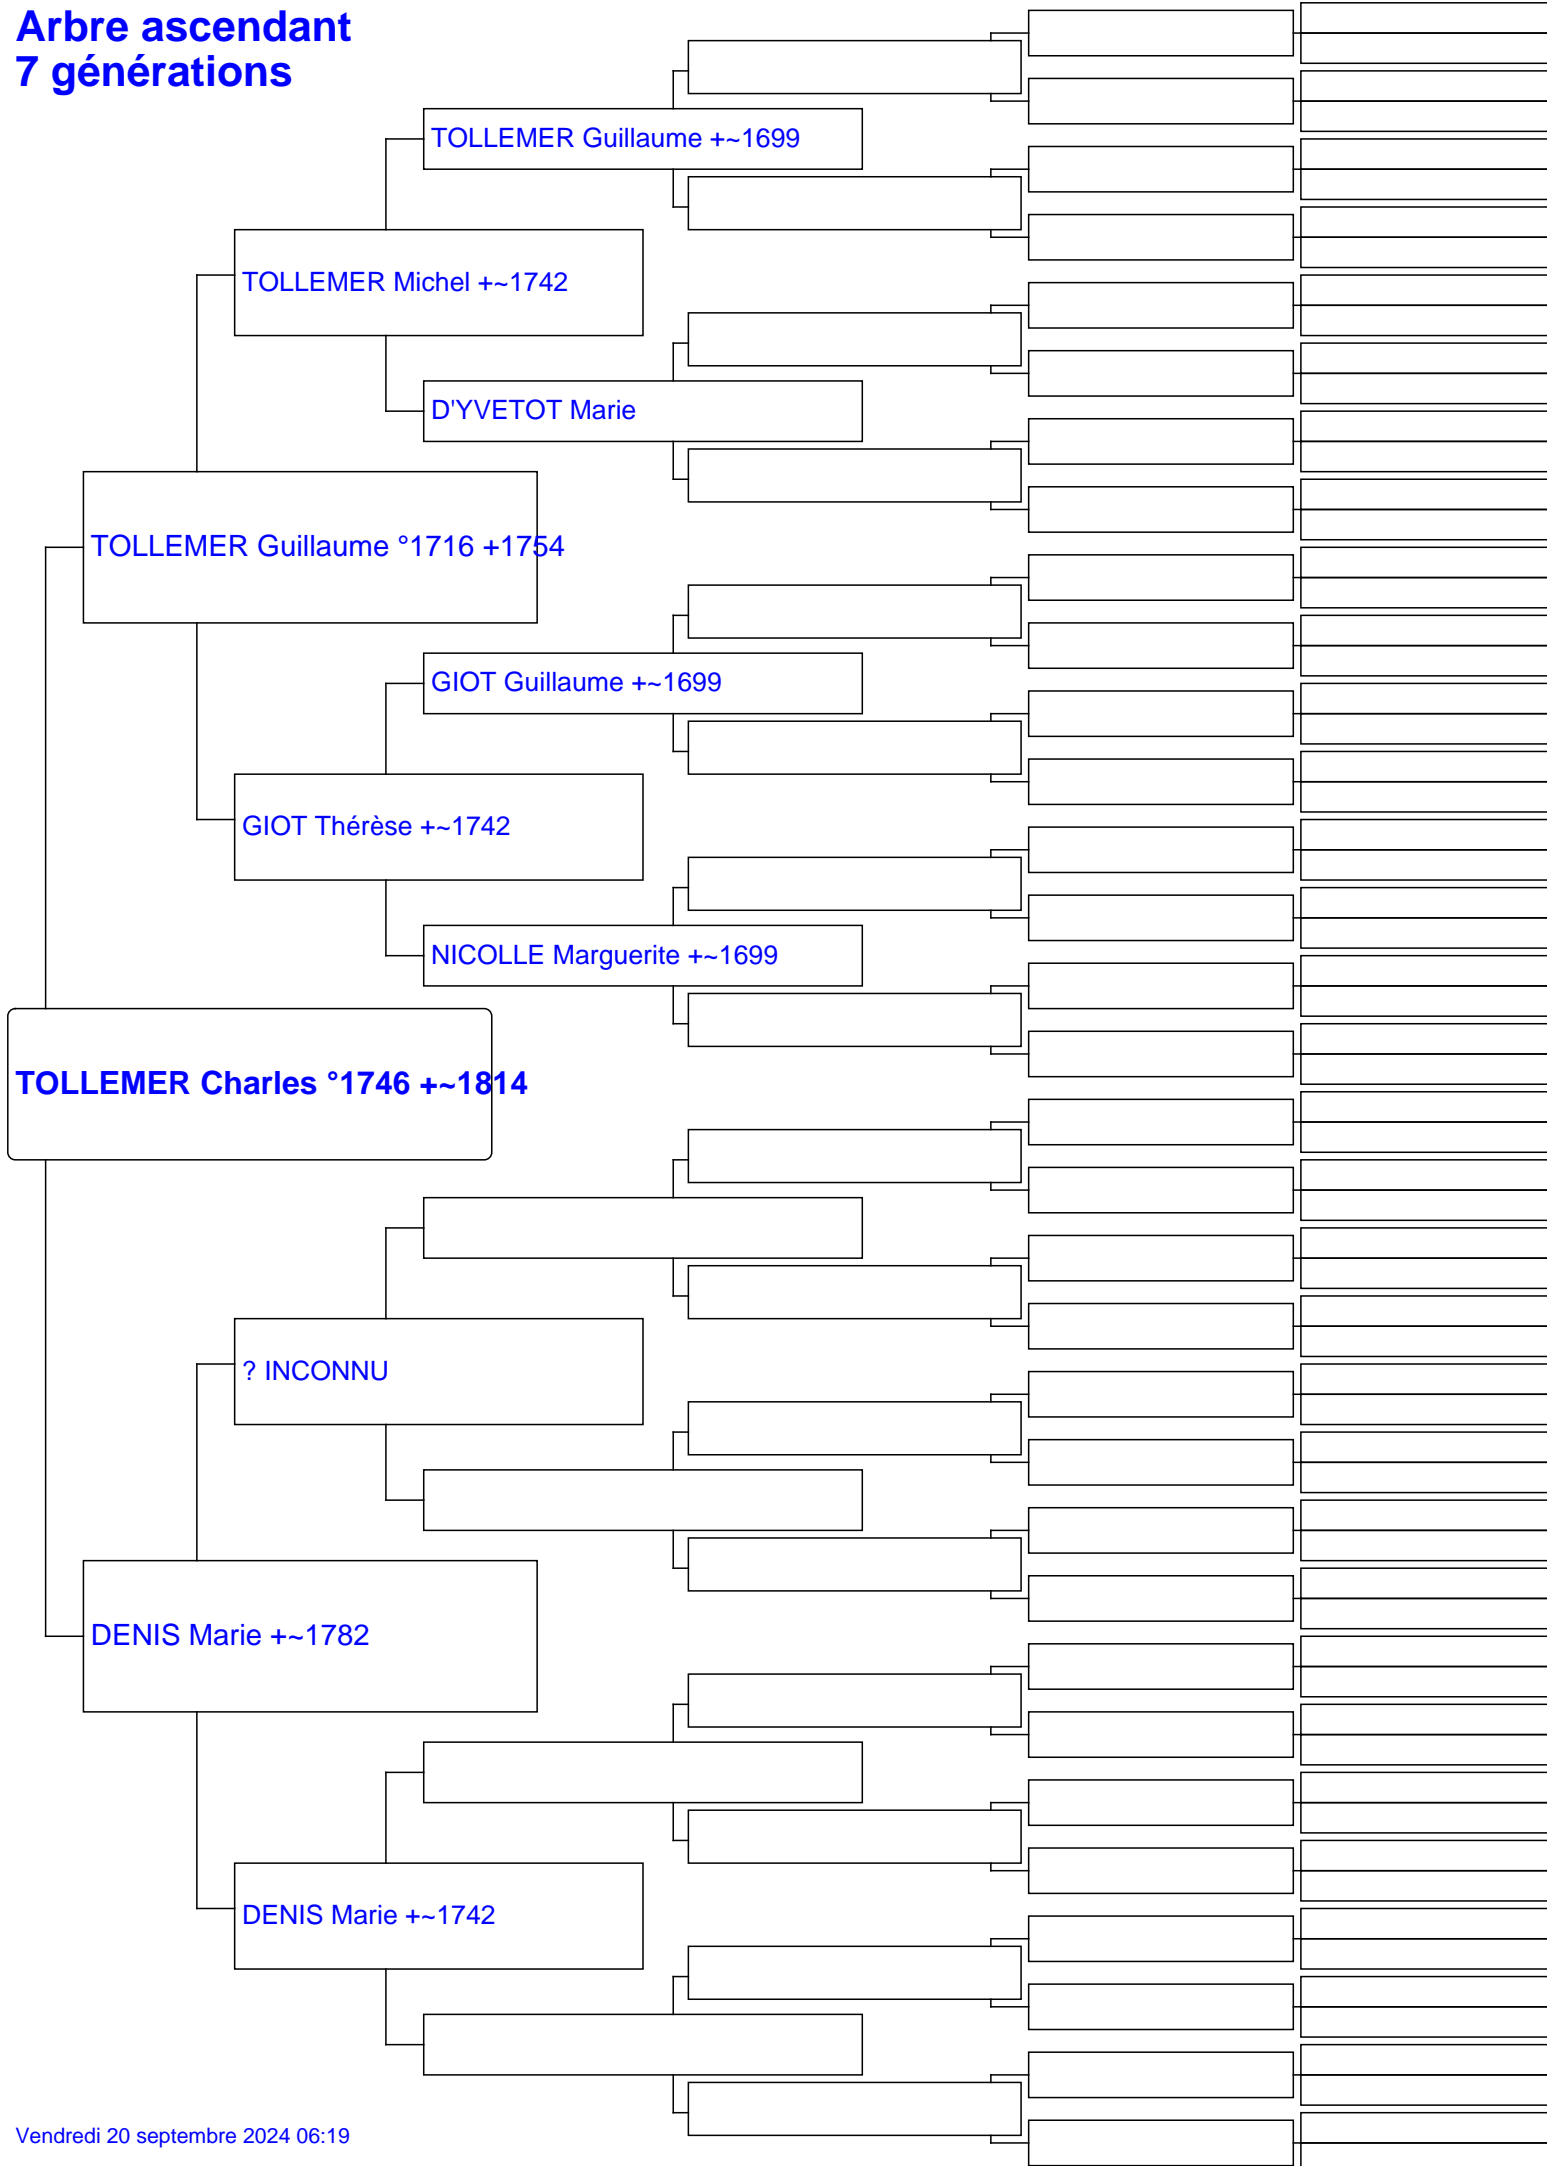 Arbre ascendant
7 générations
TOLLEMER Guillaume +~1699
TOLLEMER Michel +~1742
D'YVETOT Marie
TOLLEMER Guillaume °1716 +1754
GIOT Guillaume +~1699
GIOT Thérèse +~1742
NICOLLE Marguerite +~1699
TOLLEMER Charles °1746 +~1814
? INCONNU
DENIS Marie +~1782
DENIS Marie +~1742
Vendredi 20 septembre 2024 06:19